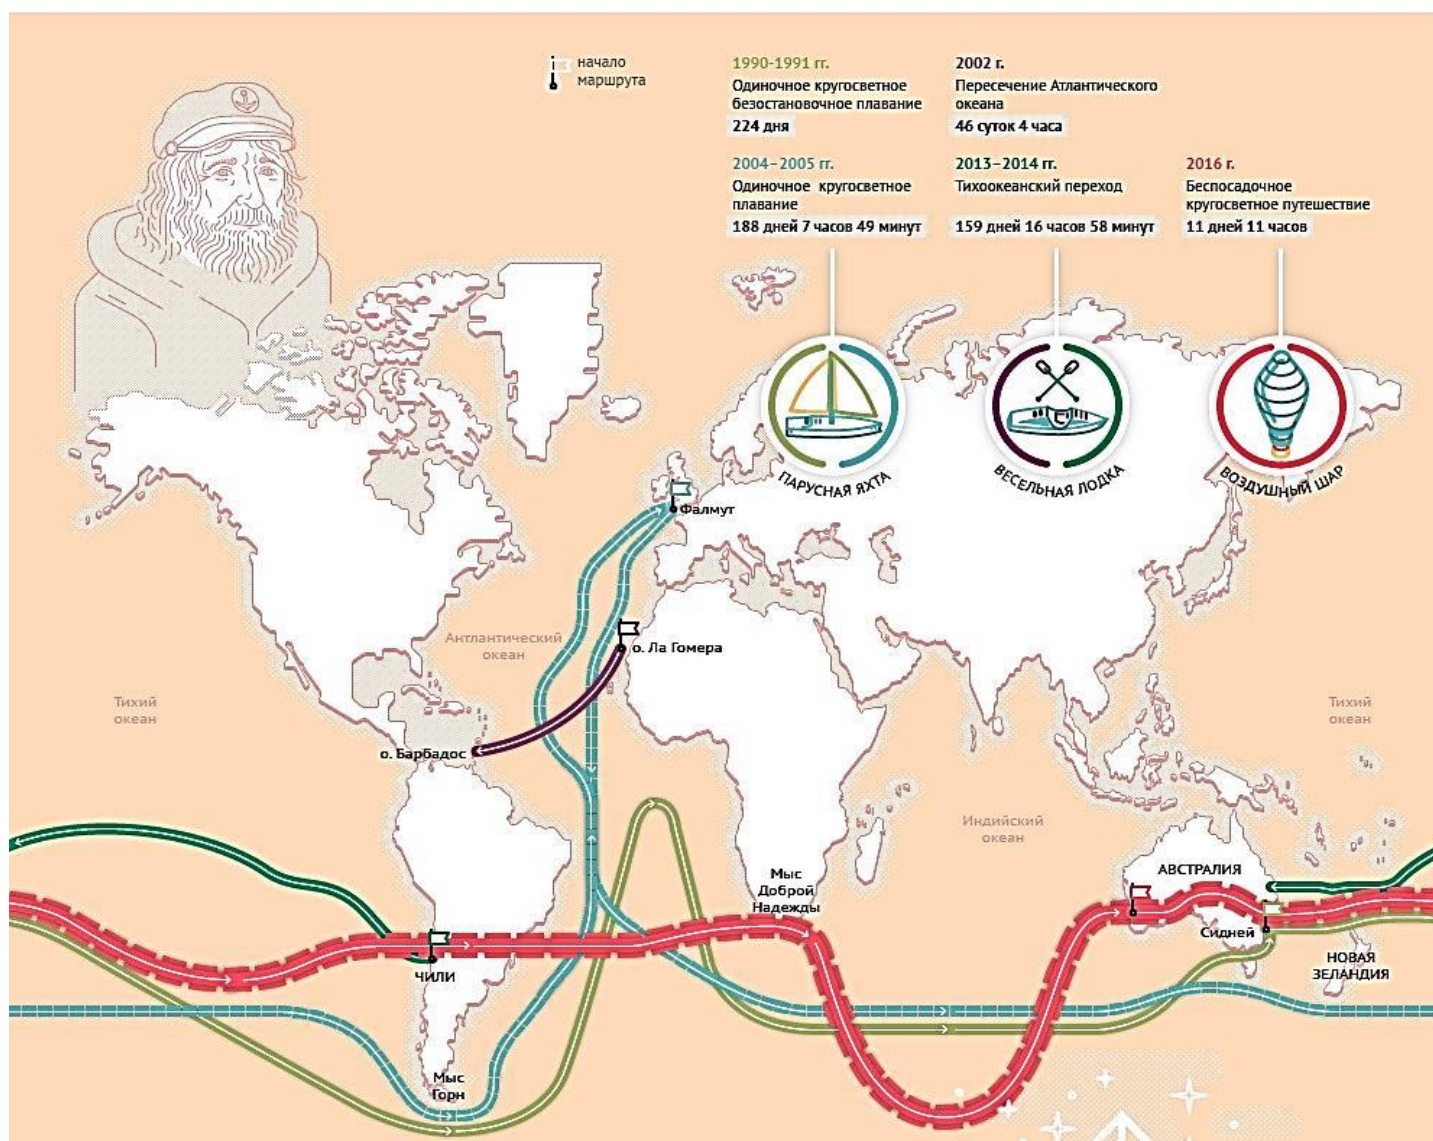 начало
маршрута
1990-1991 гг.
Одиночное кругосветное
безостановочное плавание
224 дня
2002 г.
Пересечение Атлантического
океана
46 суток 4 часа
2004–2005 гг.
Одиночное кругосветное
плавание
188 дней 7 часов 49 минут
2013–2014 гг.
Тихоокеанский переход
159 дней 16 часов 58 минут
2016 г.
Беспосадочное
кругосветное путешествие
11 дней 11 часов
ПАРУСНАЯ ЯХТА
ВЕСЕЛЬНАЯ ЛОДКА
ВОЗДУШНЫЙ ШАР
Фалмут
Антлантический
океан
о. Ла Гомера
Тихий
океан
Тихий
океан
о. Барбадос
Индийский
океан
Мыс
Доброй
Надежды
АВСТРАЛИЯ
Сидней
НОВАЯ
ЗЕЛАНДИЯ
ЧИЛИ
Мыс
Горн